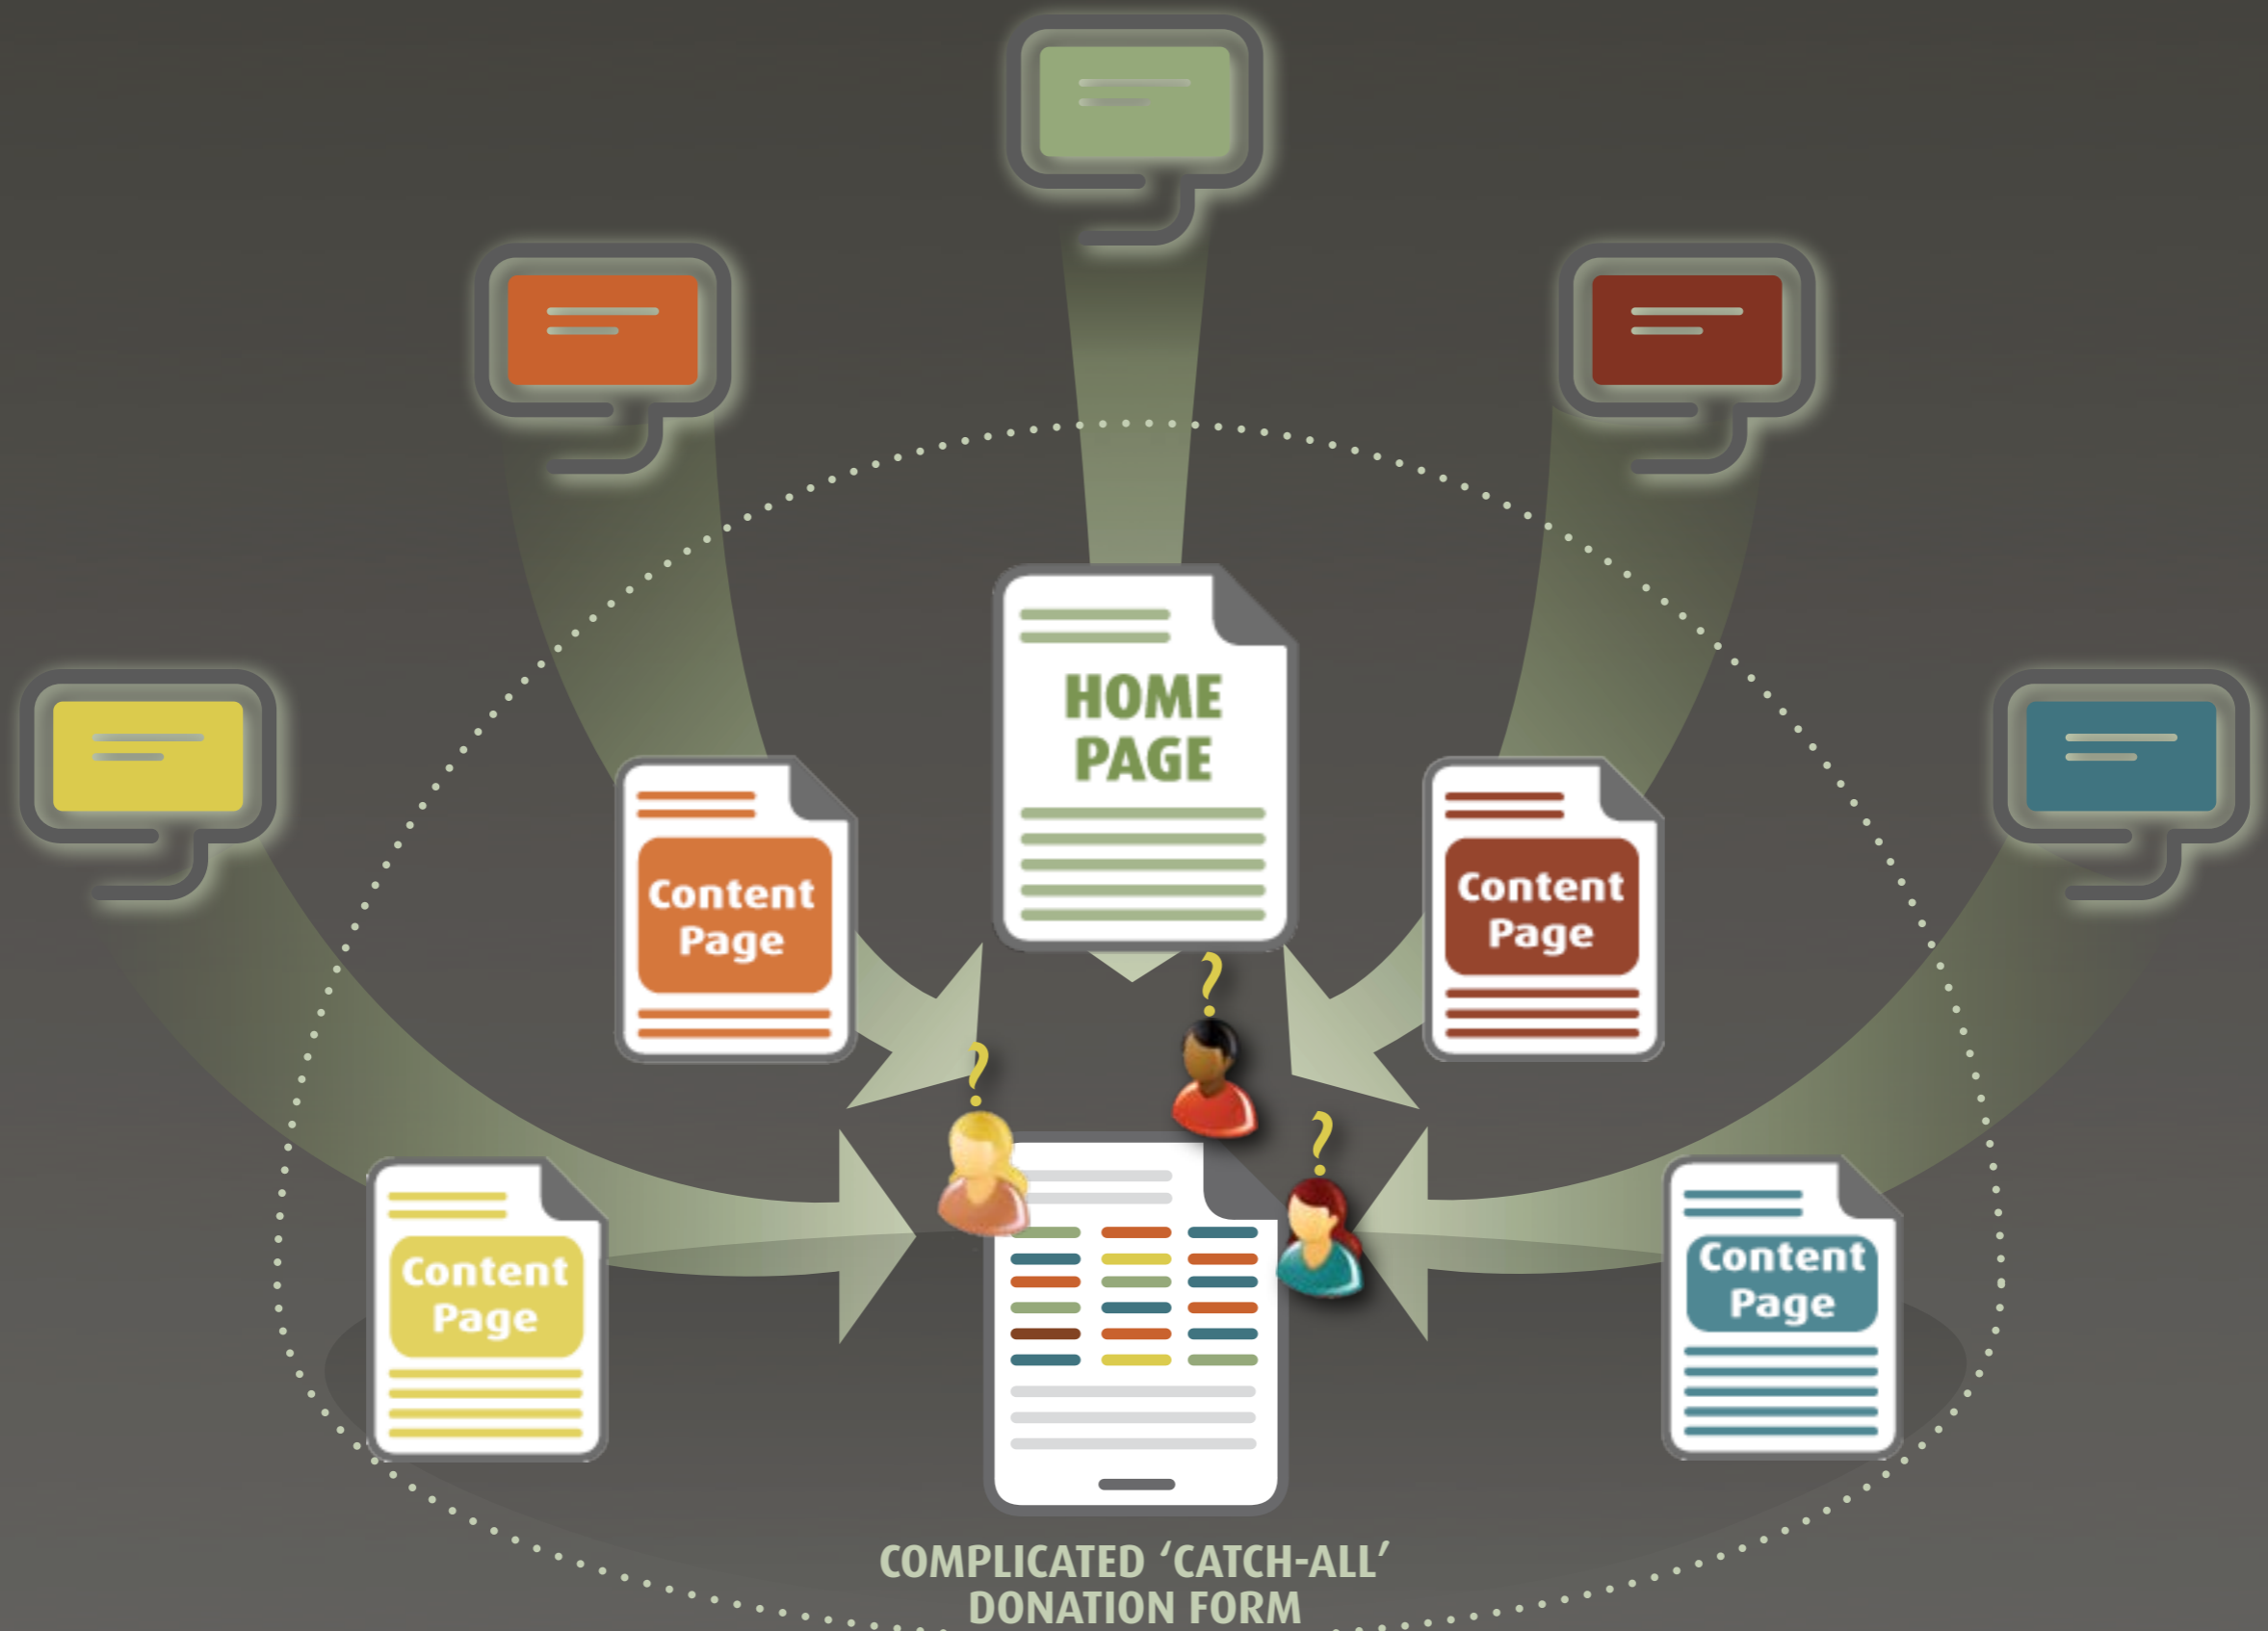 HOME
PAGE
Content
Page
Content
Page
?
?
?
Content
Page
Content
Page
COMPLICATED ‘CATCH-ALL’
DONATION FORM